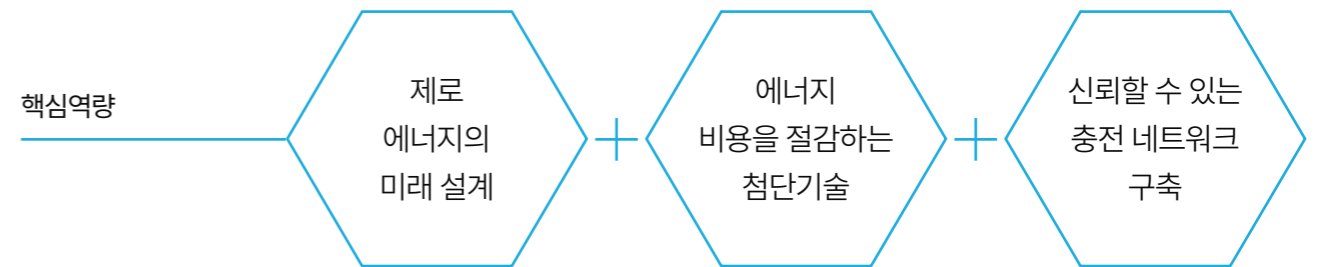 핵심역량
제로
에너지의
미래 설계
에너지
비용을 절감하는
첨단기술
신뢰할 수 있는
충전 네트워크
구축